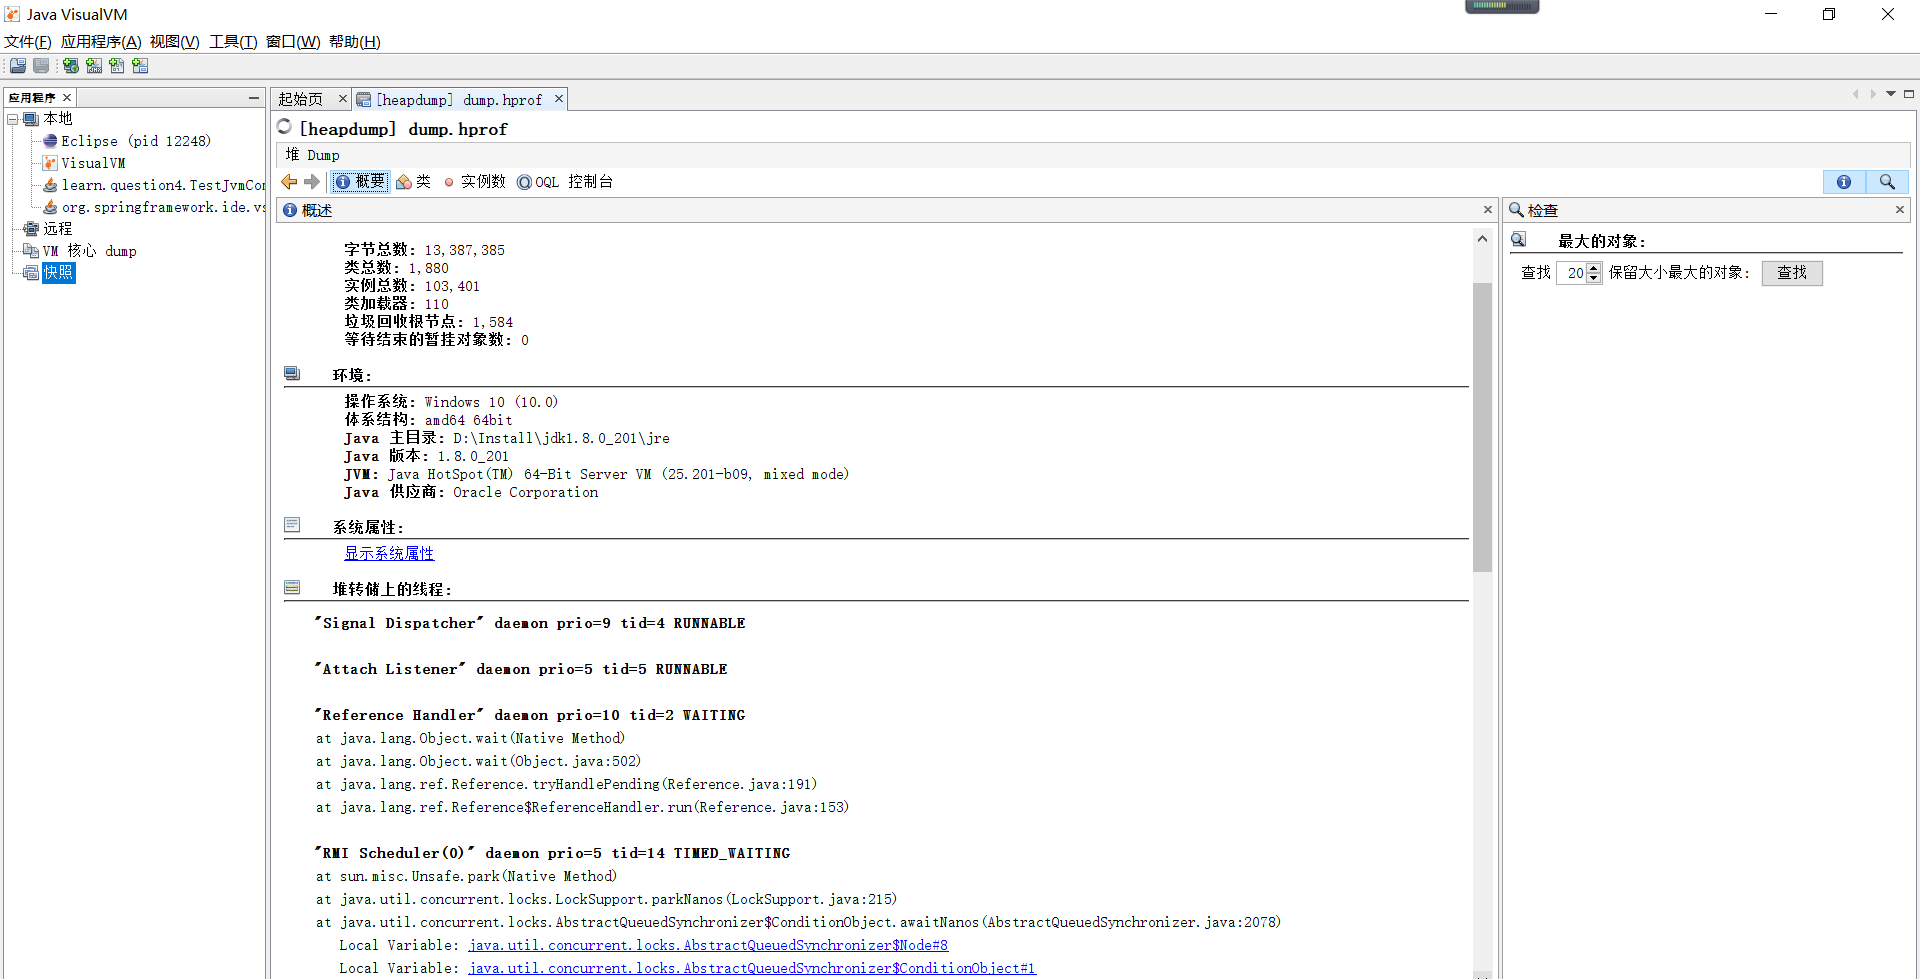 Java VisualVM
文件(F) 应用程序(A) 视图(V) 工具(T) 窗口(W) 帮助(H)
应用程序
本地
Eclipse (pid 12248)
VisualVM
learn.question4.TestJvmCon
org.springframework.ide.vs
远程
VM 核心 dump
快照
起始页
[heapdump] dump.hprof
[heapdump] dump.hprof
堆 Dump
概要 类 实例数 OQL 控制台
概述
字节总数: 13,387,385
类总数: 1,880
实例总数: 103,401
类加载器: 110
垃圾回收根节点: 1,584
等待结束的暂挂对象数: 0
环境:
操作系统: Windows 10 (10.0)
体系结构: amd64 64bit
Java 主目录: D:\Install\jdk1.8.0_201\jre
Java 版本: 1.8.0_201
JVM: Java HotSpot(TM) 64-Bit Server VM (25.201-b09, mixed mode)
Java 供应商: Oracle Corporation
系统属性:
显示系统属性
堆转储上的线程:
"Signal Dispatcher" daemon prio=9 tid=4 RUNNABLE
"Attach Listener" daemon prio=5 tid=5 RUNNABLE
"Reference Handler" daemon prio=10 tid=2 WAITING
at java.lang.Object.wait(Native Method)
at java.lang.Object.wait(Object.java:502)
at java.lang.ref.Reference.tryHandlePending(Reference.java:191)
at java.lang.ref.Reference$ReferenceHandler.run(Reference.java:153)
"RMI Scheduler(0)" daemon prio=5 tid=14 TIMED_WAITING
at sun.misc.Unsafe.park(Native Method)
at java.util.concurrent.locks.LockSupport.parkNanos(LockSupport.java:215)
at java.util.concurrent.locks.AbstractQueuedSynchronizer$ConditionObject.awaitNanos(AbstractQueuedSynchronizer.java:2078)
Local Variable: java.util.concurrent.locks.AbstractQueuedSynchronizer$Node#8
Local Variable: java.util.concurrent.locks.AbstractQueuedSynchronizer$ConditionObject#1
检查
最大的对象:
查找 20 保留大小最大的对象: 查找